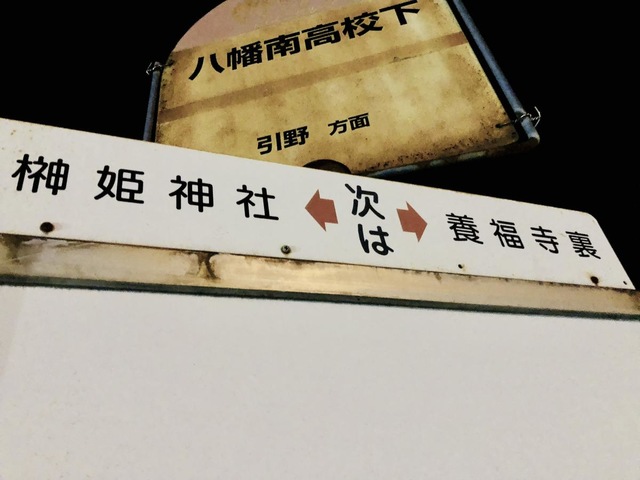 八幡南高校下
引野 方面
榊姫神社 ← 次は → 養福寺裏